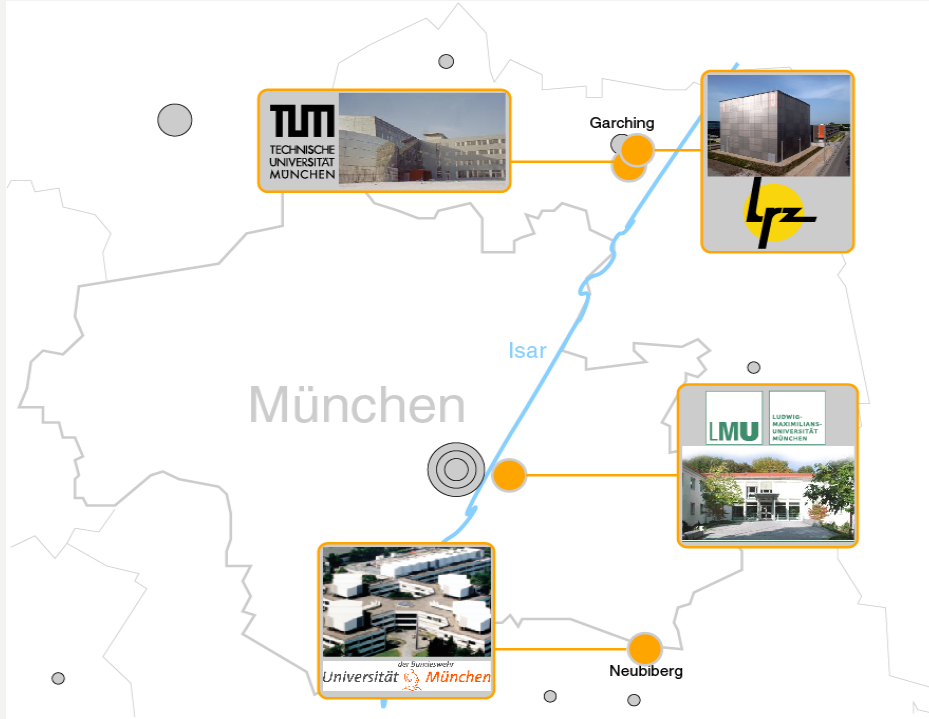 TUM
TECHNISCHE
UNIVERSITÄT
MÜNCHEN
Garching
lrz
Isar
München
LMU
LUDWIG-
MAXIMILIANS-
UNIVERSITÄT
MÜNCHEN
der Bundeswehr
Universität München
Neubiberg